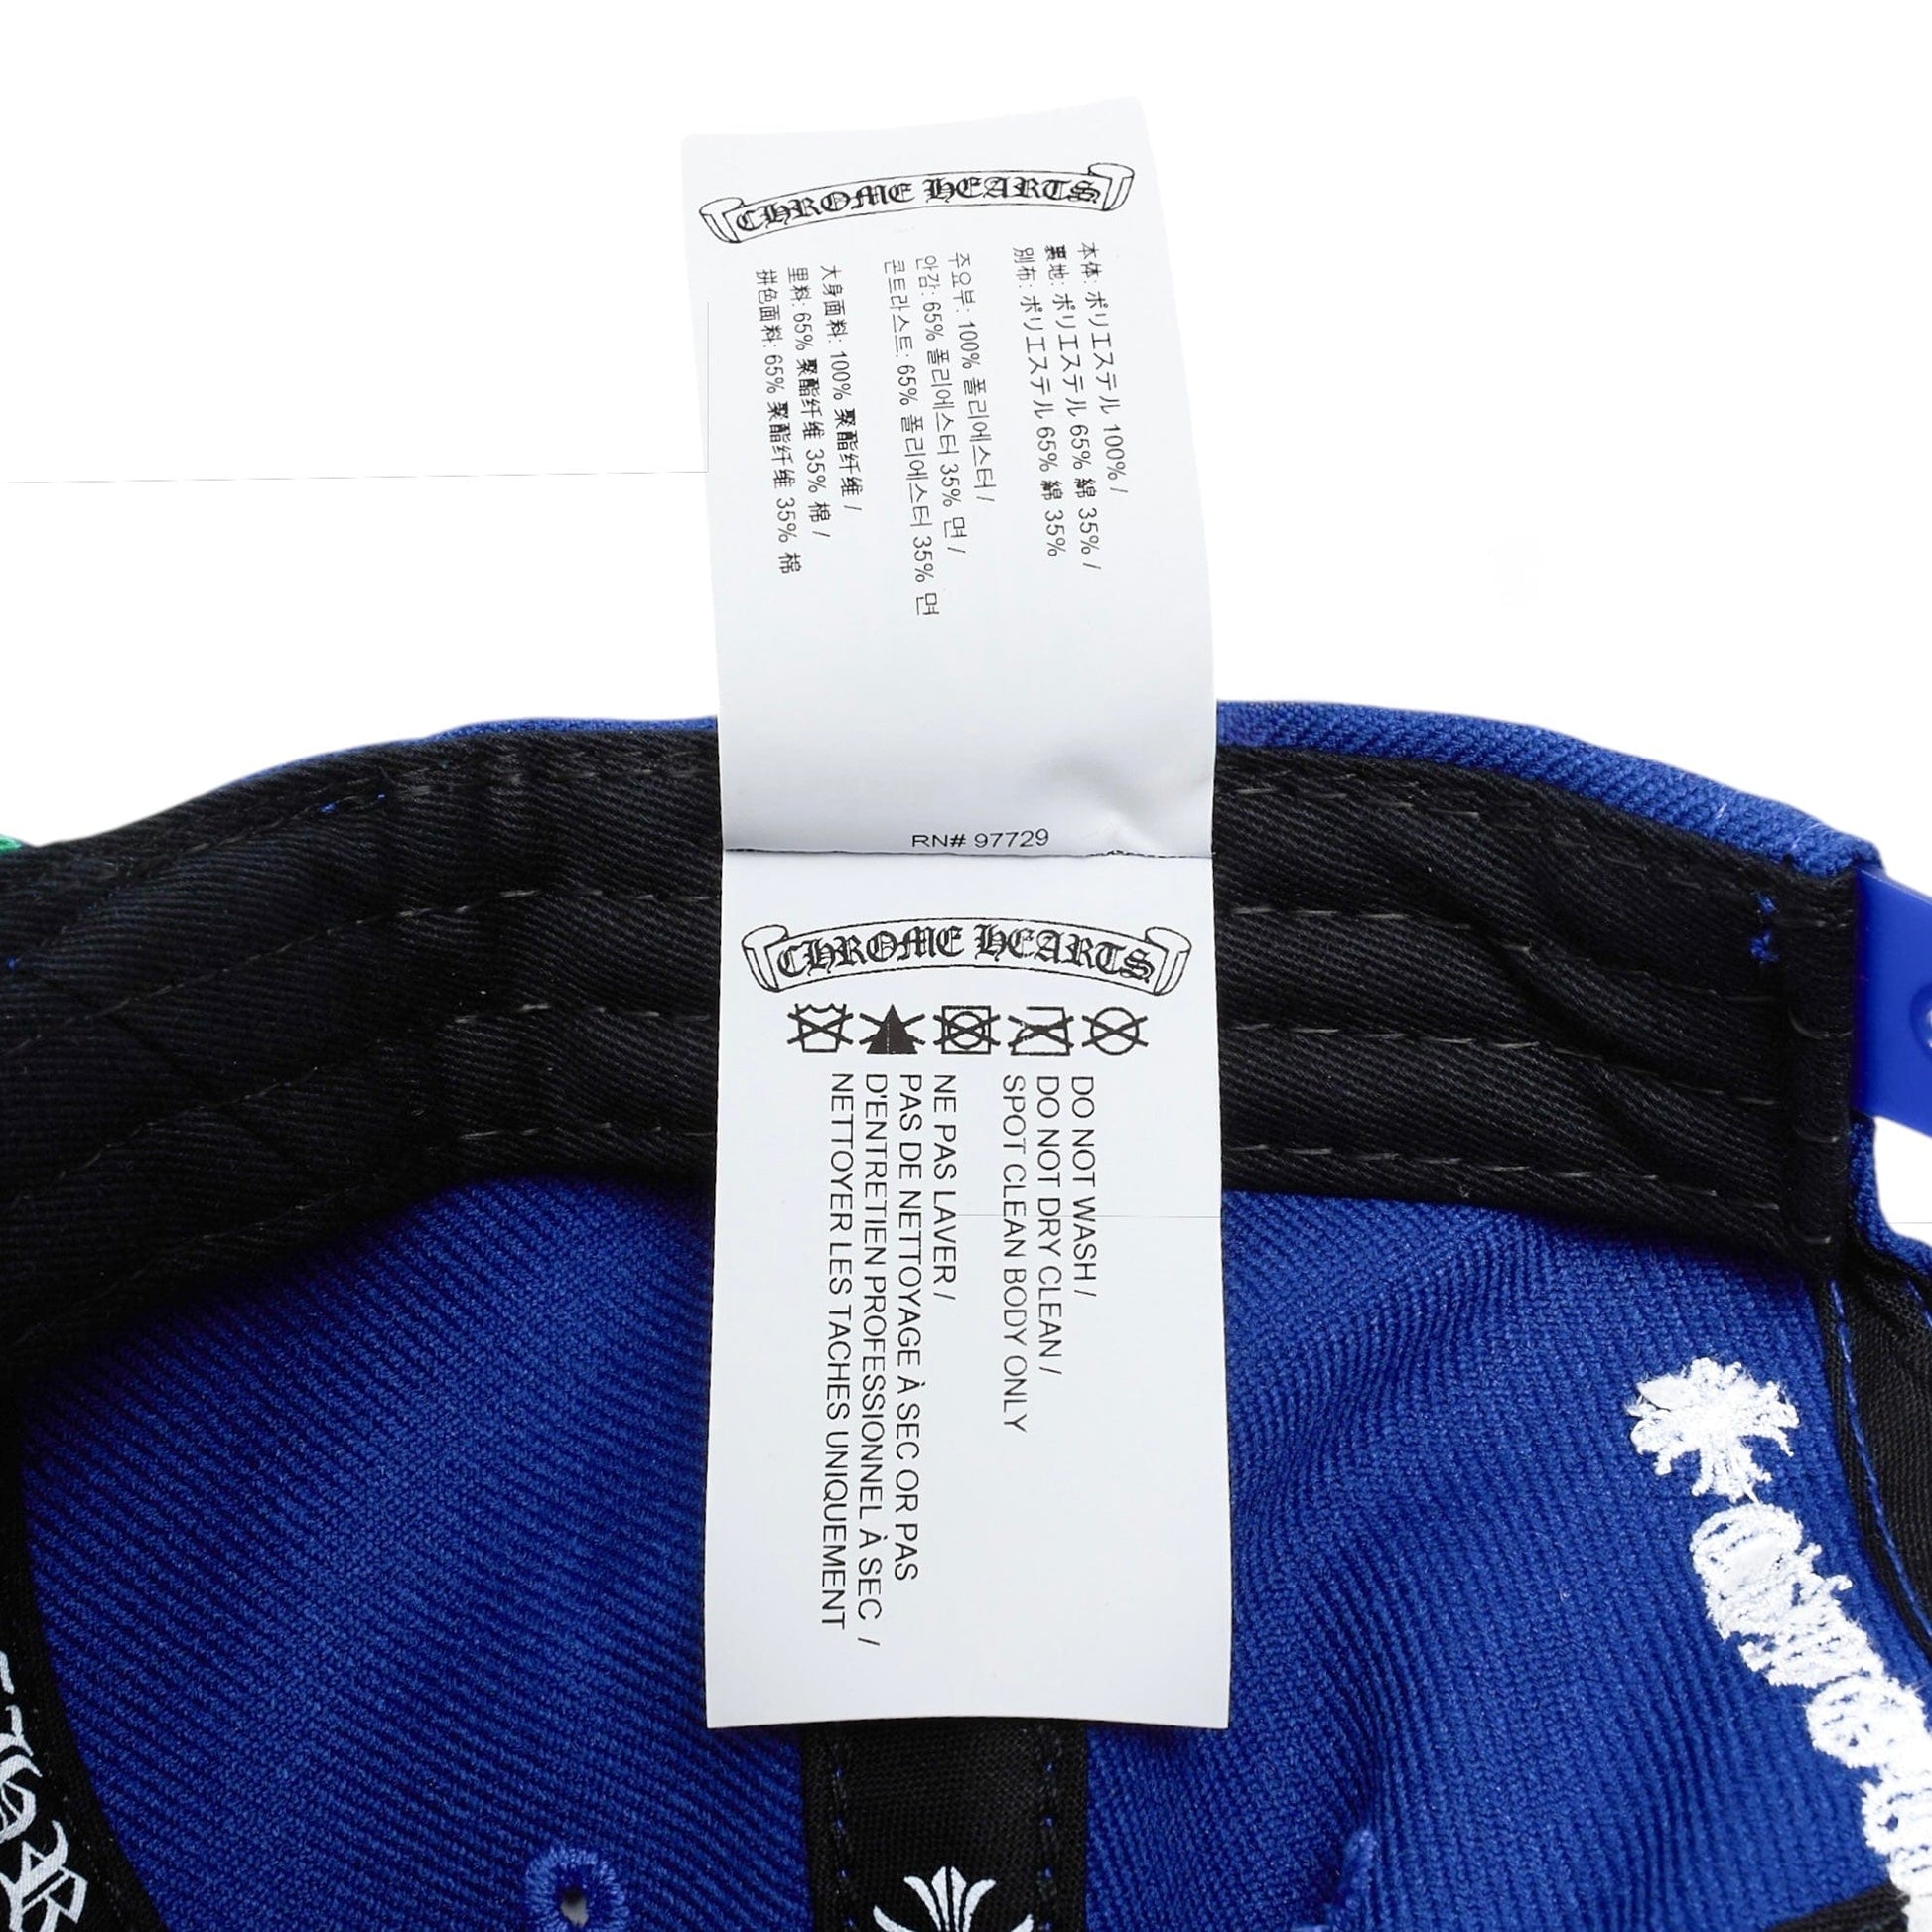 CHROME HEARTS
本体: ポリエステル 100% /
裏地: ポリエステル 65% 綿 35% /
別布: ポリエステル 65% 綿 35%
주요부: 100% 폴리에스터 /
안감: 65% 폴리에스터 35% 면 /
콘트라스트: 65% 폴리에스터 35% 면
大身面料: 100% 聚酯纤维 /
里料: 65% 聚酯纤维 35% 棉 /
拼色面料: 65% 聚酯纤维 35% 棉
RN# 97729
CHROME HEARTS
DO NOT WASH /
DO NOT DRY CLEAN /
SPOT CLEAN BODY ONLY
NE PAS LAVER /
PAS DE NETTOYAGE À SEC OR PAS
D'ENTRETIEN PROFESSIONNEL À SEC /
NETTOYER LES TACHES UNIQUEMENT